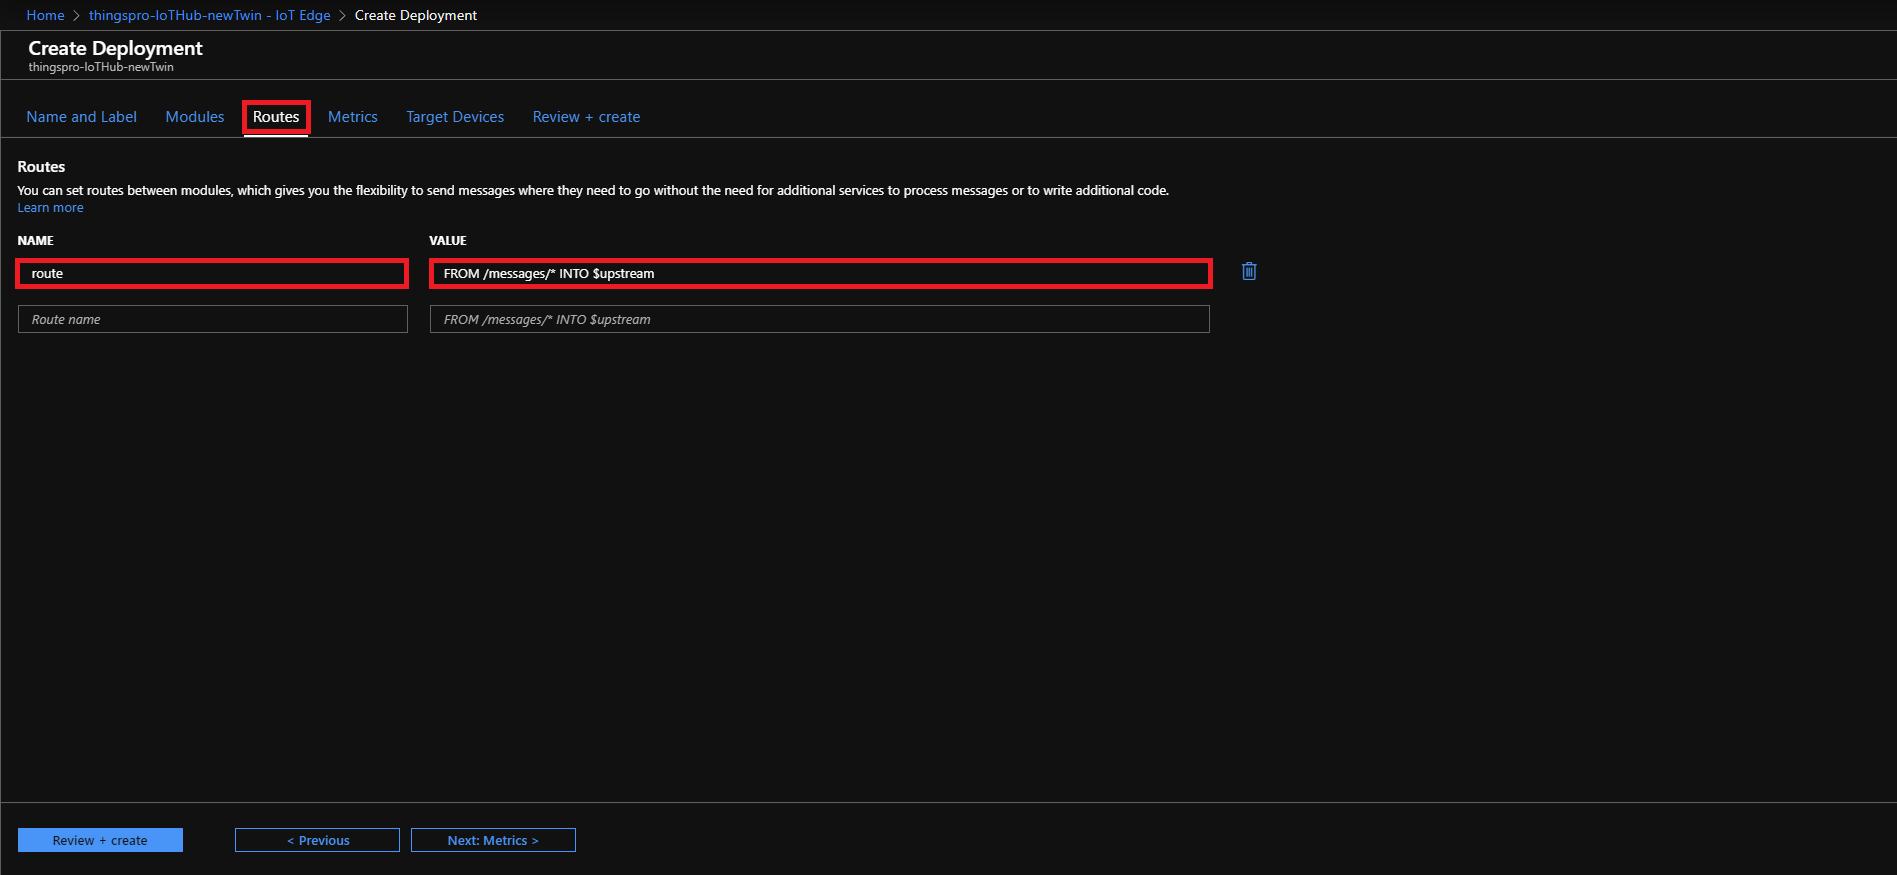 Home > thingspro-IoTHub-newTwin - IoT Edge > Create Deployment
Create Deployment
thingspro-IoTHub-newTwin
Name and Label Modules Routes Metrics Target Devices Review + create
Routes
You can set routes between modules, which gives you the flexibility to send messages where they need to go without the need for additional services to process messages or to write additional code.
Learn more
NAME VALUE
route FROM /messages/* INTO $upstream
Route name FROM /messages/* INTO $upstream
Review + create < Previous Next: Metrics >